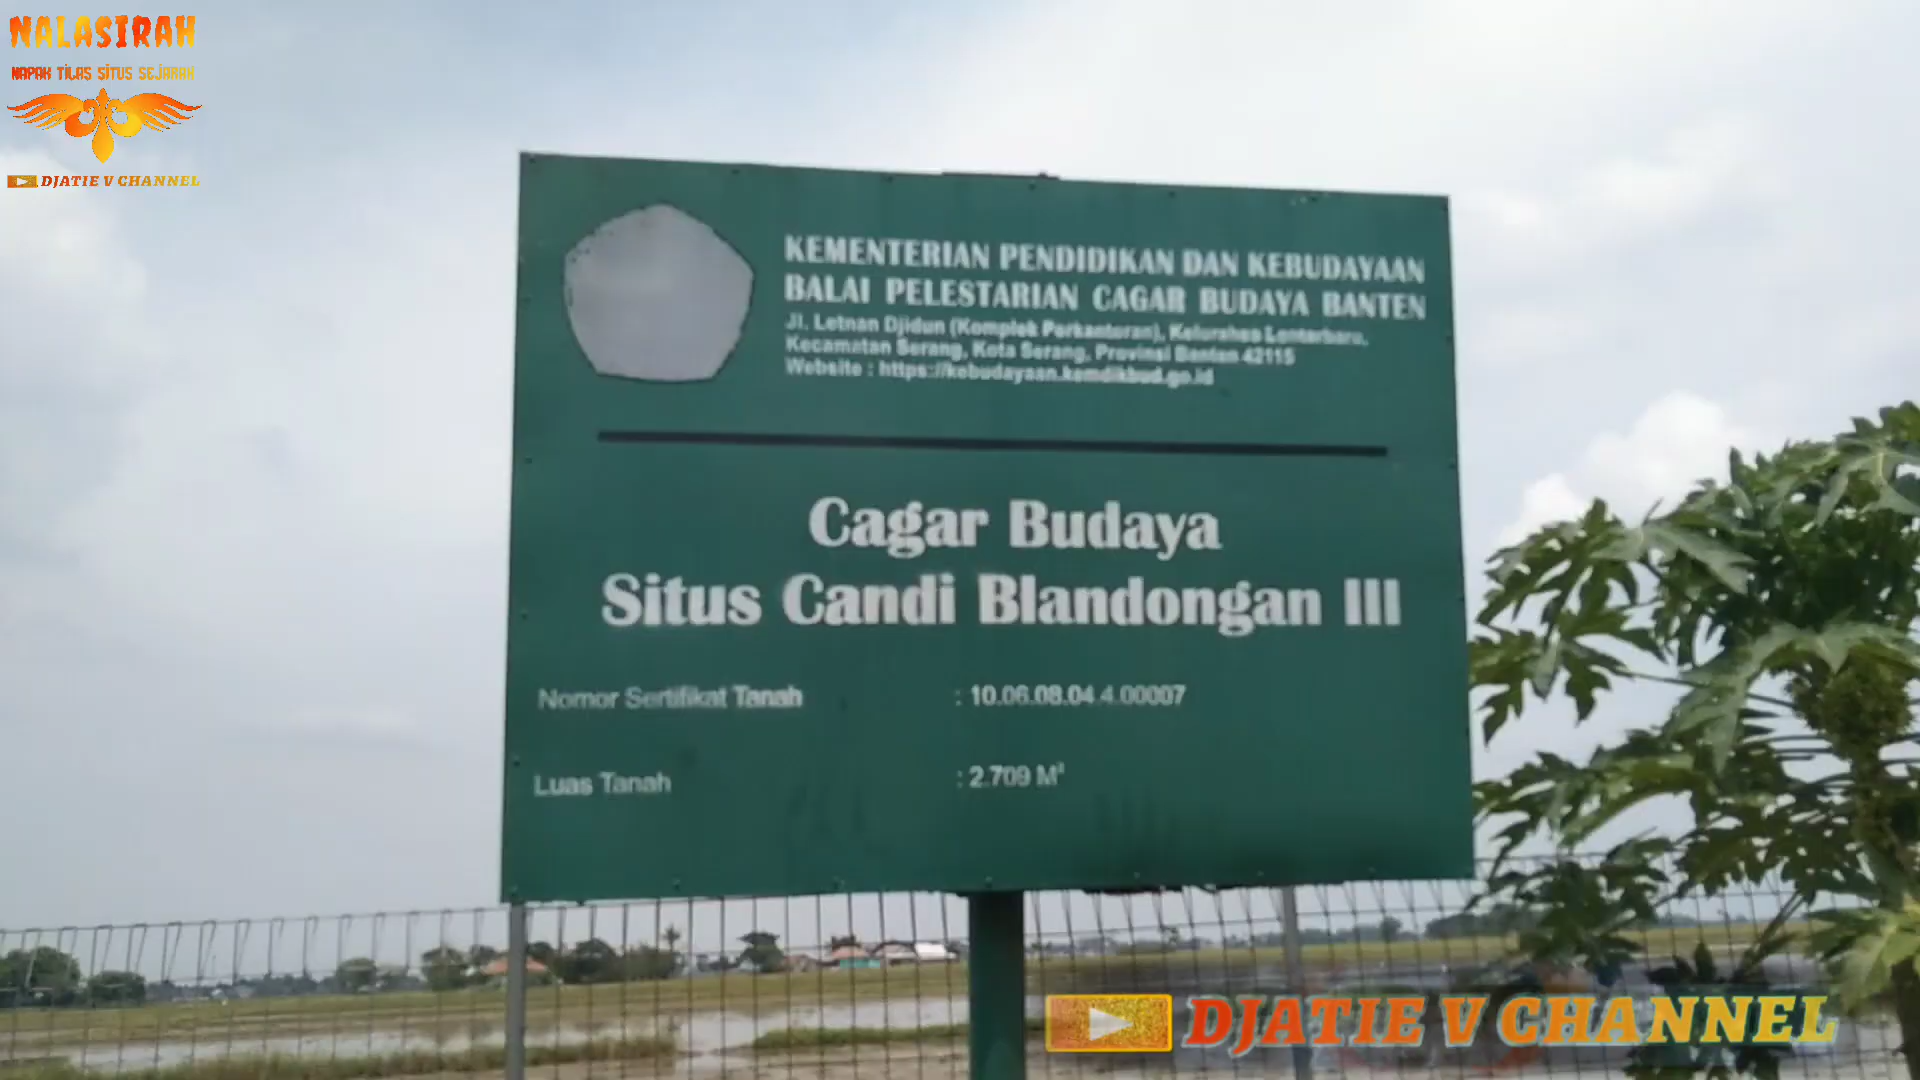 NALASIRAH
NAPAK TILAS SITUS SEJARAH
DJATIE V CHANNEL
KEMENTERIAN PENDIDIKAN DAN KEBUDAYAAN
BALAI PELESTARIAN CAGAR BUDAYA BANTEN
Jl. Letnan Djidun (Komplek Perkantoran), Kelurahan Lontarbaru,
Kecamatan Serang, Kota Serang, Provinsi Banten 42115
Website : https://kebudayaan.kemdikbud.go.id
Cagar Budaya
Situs Candi Blandongan III
Nomor Sertifikat Tanah : 10.06.08.04.4.00007
Luas Tanah : 2.709 M²
DJATIE V CHANNEL